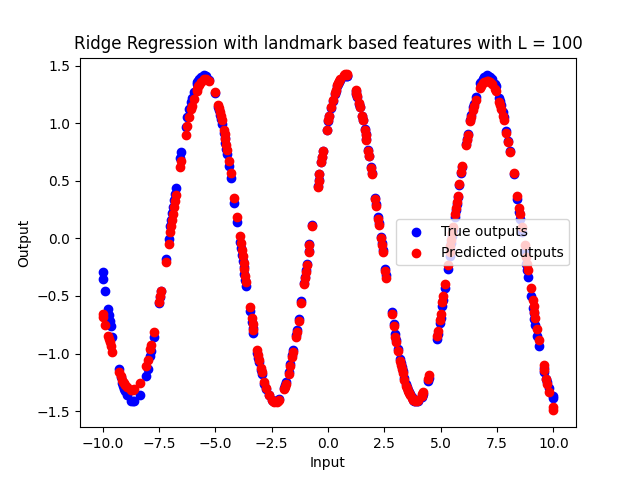 Ridge Regression with landmark based features with L = 100
1.5
1.0
0.5
0.0
−0.5
−1.0
−1.5
Output
True outputs
Predicted outputs
−10.0 −7.5 −5.0 −2.5 0.0 2.5 5.0 7.5 10.0
Input